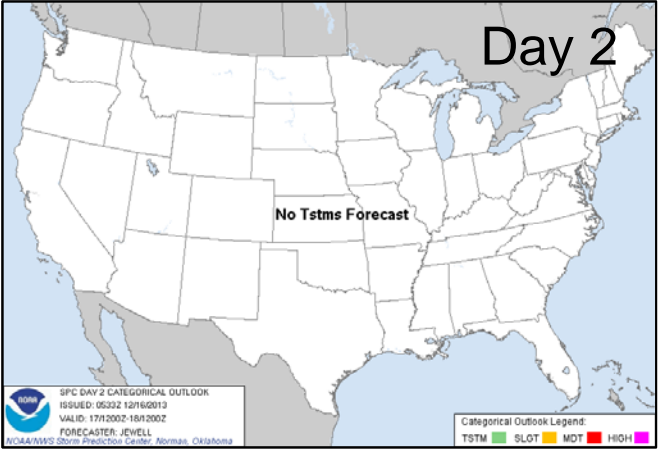 Day 2
No Tstms Forecast
NOAA
SPC DAY 2 CATEGORICAL OUTLOOK
ISSUED: 0533Z 12/16/2013
VALID: 17/1200Z-18/1200Z
FORECASTER: JEWELL
NOAA/NWS Storm Prediction Center, Norman, Oklahoma
Categorical Outlook Legend:
TSTM SLGT MDT HIGH